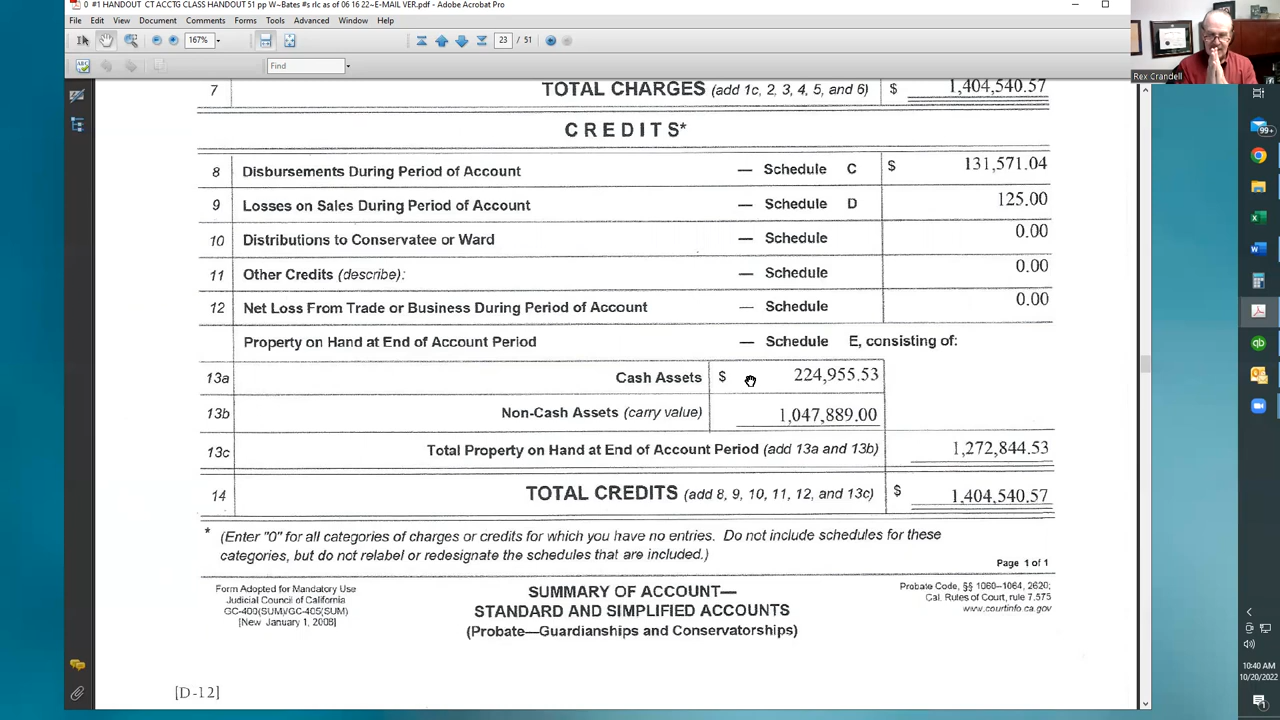 0 #1 HANDOUT CT ACCTG CLASS HANDOUT 51 pp W~Bates #s rlc as of 06 16 22~E-MAIL VER.pdf - Adobe Acrobat Pro
File Edit View Document Comments Forms Tools Advanced Window Help
167% 23 / 51
Find
Rex Crandell
7 TOTAL CHARGES (add 1c, 2, 3, 4, 5, and 6) $ 1,404,540.57
CREDITS*
8 Disbursements During Period of Account — Schedule C $ 131,571.04
9 Losses on Sales During Period of Account — Schedule D 125.00
10 Distributions to Conservatee or Ward — Schedule 0.00
11 Other Credits (describe): — Schedule 0.00
12 Net Loss From Trade or Business During Period of Account — Schedule 0.00
Property on Hand at End of Account Period — Schedule E, consisting of:
13a Cash Assets $ 224,955.53
13b Non-Cash Assets (carry value) 1,047,889.00
13c Total Property on Hand at End of Account Period (add 13a and 13b) 1,272,844.53
14 TOTAL CREDITS (add 8, 9, 10, 11, 12, and 13c) $ 1,404,540.57
* (Enter "0" for all categories of charges or credits for which you have no entries. Do not include schedules for these
categories, but do not relabel or redesignate the schedules that are included.)
Page 1 of 1
Form Adopted for Mandatory Use
Judicial Council of California
GC-400(SUM)/GC-405(SUM)
[New January 1, 2008]
SUMMARY OF ACCOUNT—
STANDARD AND SIMPLIFIED ACCOUNTS
(Probate—Guardianships and Conservatorships)
Probate Code, §§ 1060–1064, 2620;
Cal. Rules of Court, rule 7.575
www.courtinfo.ca.gov
[D-12]
99+
10:40 AM
10/20/2022